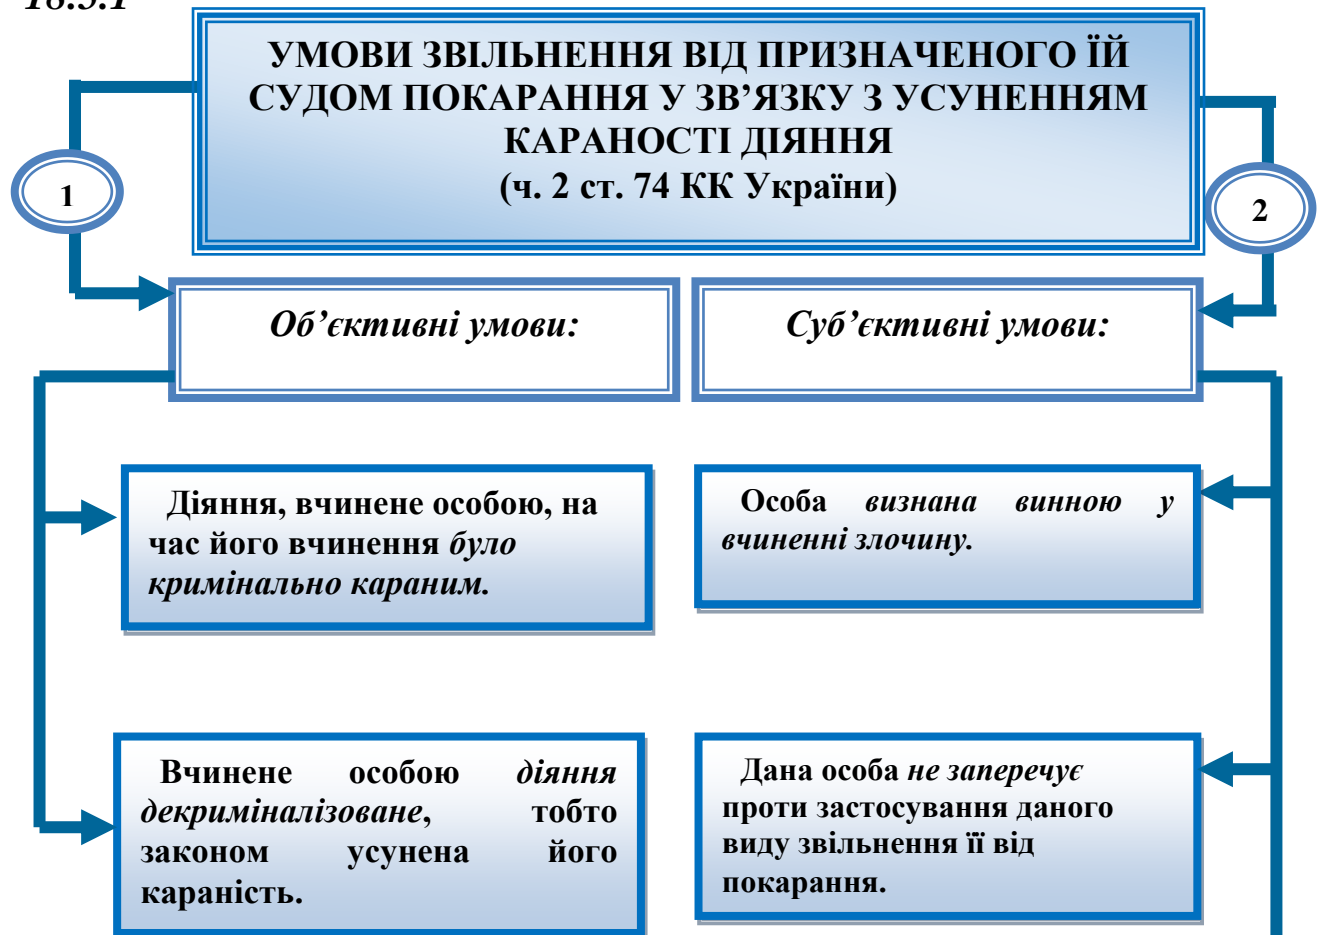 18.3.1
УМОВИ ЗВІЛЬНЕННЯ ВІД ПРИЗНАЧЕНОГО ЇЙ
СУДОМ ПОКАРАННЯ У ЗВ’ЯЗКУ З УСУНЕННЯМ
КАРАНОСТІ ДІЯННЯ
(ч. 2 ст. 74 КК України)
1
2
Об’єктивні умови:
Суб’єктивні умови:
Діяння, вчинене особою, на
час його вчинення було
кримінально караним.
Особа визнана винною у
вчиненні злочину.
Вчинене особою діяння
декриміналізоване, тобто
законом усунена його
караність.
Дана особа не заперечує
проти застосування даного
виду звільнення її від
покарання.